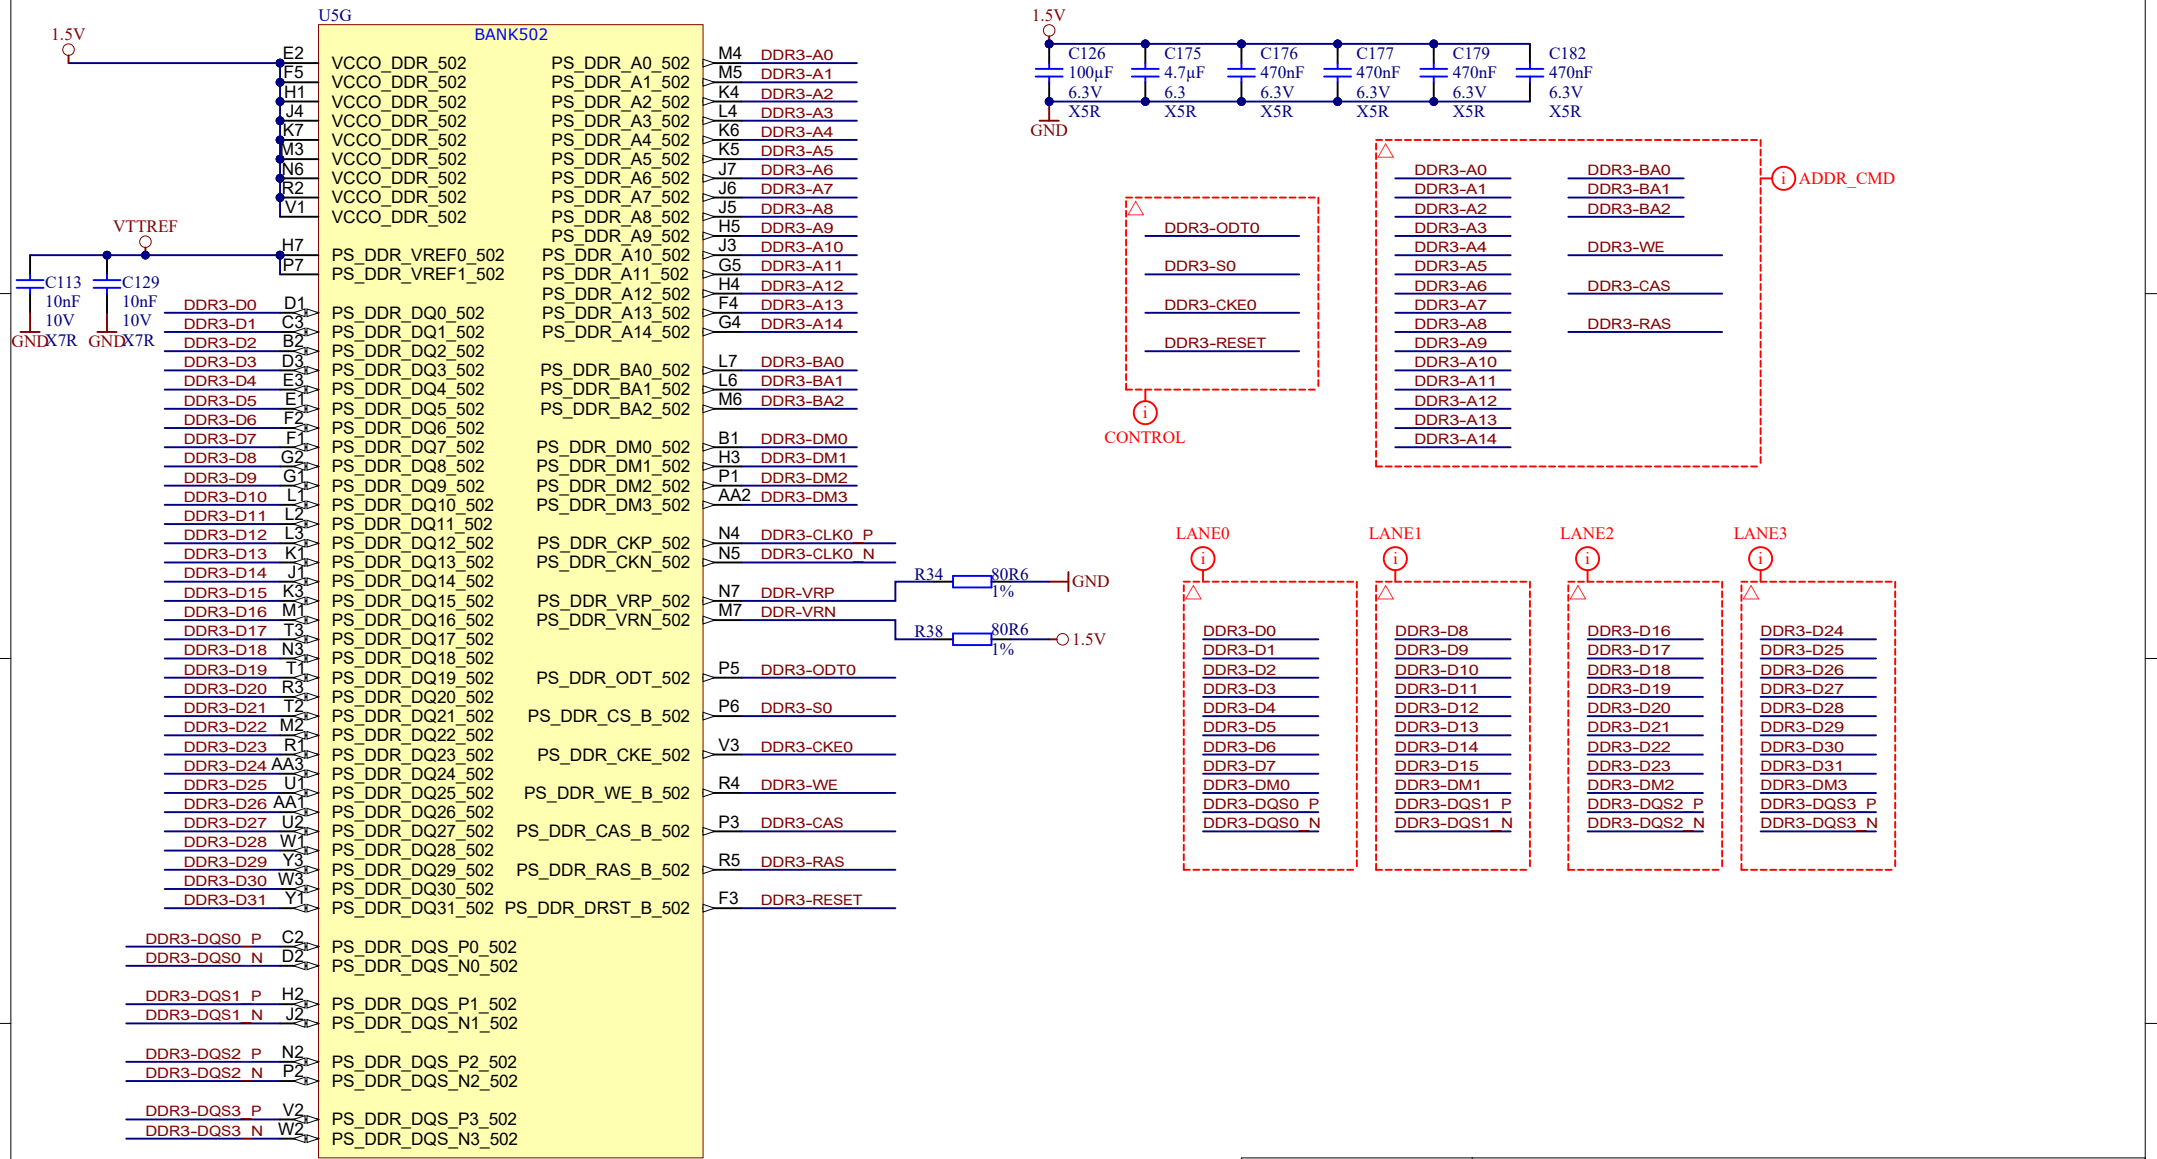 U5G
BANK502
1.5V
E2 VCCO_DDR_502
F5 VCCO_DDR_502
H1 VCCO_DDR_502
J4 VCCO_DDR_502
K7 VCCO_DDR_502
M3 VCCO_DDR_502
N6 VCCO_DDR_502
R2 VCCO_DDR_502
V1 VCCO_DDR_502
VTTREF
H7 PS_DDR_VREF0_502
P7 PS_DDR_VREF1_502
C113
10nF
10V
X7R
GND
C129
10nF
10V
X7R
GND
DDR3-D0 D1 PS_DDR_DQ0_502
DDR3-D1 C3 PS_DDR_DQ1_502
DDR3-D2 B2 PS_DDR_DQ2_502
DDR3-D3 D3 PS_DDR_DQ3_502
DDR3-D4 E3 PS_DDR_DQ4_502
DDR3-D5 E1 PS_DDR_DQ5_502
DDR3-D6 F2 PS_DDR_DQ6_502
DDR3-D7 F1 PS_DDR_DQ7_502
DDR3-D8 G2 PS_DDR_DQ8_502
DDR3-D9 G1 PS_DDR_DQ9_502
DDR3-D10 L1 PS_DDR_DQ10_502
DDR3-D11 L2 PS_DDR_DQ11_502
DDR3-D12 L3 PS_DDR_DQ12_502
DDR3-D13 K1 PS_DDR_DQ13_502
DDR3-D14 J1 PS_DDR_DQ14_502
DDR3-D15 K3 PS_DDR_DQ15_502
DDR3-D16 M1 PS_DDR_DQ16_502
DDR3-D17 T3 PS_DDR_DQ17_502
DDR3-D18 N3 PS_DDR_DQ18_502
DDR3-D19 T1 PS_DDR_DQ19_502
DDR3-D20 R3 PS_DDR_DQ20_502
DDR3-D21 T2 PS_DDR_DQ21_502
DDR3-D22 M2 PS_DDR_DQ22_502
DDR3-D23 R1 PS_DDR_DQ23_502
DDR3-D24 AA3 PS_DDR_DQ24_502
DDR3-D25 U1 PS_DDR_DQ25_502
DDR3-D26 AA1 PS_DDR_DQ26_502
DDR3-D27 U2 PS_DDR_DQ27_502
DDR3-D28 W1 PS_DDR_DQ28_502
DDR3-D29 Y3 PS_DDR_DQ29_502
DDR3-D30 W3 PS_DDR_DQ30_502
DDR3-D31 Y1 PS_DDR_DQ31_502
DDR3-DQS0_P C2 PS_DDR_DQS_P0_502
DDR3-DQS0_N D2 PS_DDR_DQS_N0_502
DDR3-DQS1_P H2 PS_DDR_DQS_P1_502
DDR3-DQS1_N J2 PS_DDR_DQS_N1_502
DDR3-DQS2_P N2 PS_DDR_DQS_P2_502
DDR3-DQS2_N P2 PS_DDR_DQS_N2_502
DDR3-DQS3_P V2 PS_DDR_DQS_P3_502
DDR3-DQS3_N W2 PS_DDR_DQS_N3_502
PS_DDR_A0_502 M4 DDR3-A0
PS_DDR_A1_502 M5 DDR3-A1
PS_DDR_A2_502 K4 DDR3-A2
PS_DDR_A3_502 L4 DDR3-A3
PS_DDR_A4_502 K6 DDR3-A4
PS_DDR_A5_502 K5 DDR3-A5
PS_DDR_A6_502 J7 DDR3-A6
PS_DDR_A7_502 J6 DDR3-A7
PS_DDR_A8_502 J5 DDR3-A8
PS_DDR_A9_502 H5 DDR3-A9
PS_DDR_A10_502 J3 DDR3-A10
PS_DDR_A11_502 G5 DDR3-A11
PS_DDR_A12_502 H4 DDR3-A12
PS_DDR_A13_502 F4 DDR3-A13
PS_DDR_A14_502 G4 DDR3-A14
PS_DDR_BA0_502 L7 DDR3-BA0
PS_DDR_BA1_502 L6 DDR3-BA1
PS_DDR_BA2_502 M6 DDR3-BA2
PS_DDR_DM0_502 B1 DDR3-DM0
PS_DDR_DM1_502 H3 DDR3-DM1
PS_DDR_DM2_502 P1 DDR3-DM2
PS_DDR_DM3_502 AA2 DDR3-DM3
PS_DDR_CKP_502 N4 DDR3-CLK0_P
PS_DDR_CKN_502 N5 DDR3-CLK0_N
PS_DDR_VRP_502 N7 DDR-VRP
PS_DDR_VRN_502 M7 DDR-VRN
R34 80R6 GND
1%
R38 80R6 1.5V
1%
PS_DDR_ODT_502 P5 DDR3-ODT0
PS_DDR_CS_B_502 P6 DDR3-S0
PS_DDR_CKE_502 V3 DDR3-CKE0
PS_DDR_WE_B_502 R4 DDR3-WE
PS_DDR_CAS_B_502 P3 DDR3-CAS
PS_DDR_RAS_B_502 R5 DDR3-RAS
PS_DDR_DRST_B_502 F3 DDR3-RESET
1.5V
GND
C126
100µF
6.3V
X5R
C175
4.7µF
6.3
X5R
C176
470nF
6.3V
X5R
C177
470nF
6.3V
X5R
C179
470nF
6.3V
X5R
C182
470nF
6.3V
X5R
DDR3-ODT0
DDR3-S0
DDR3-CKE0
DDR3-RESET
i
CONTROL
DDR3-A0
DDR3-A1
DDR3-A2
DDR3-A3
DDR3-A4
DDR3-A5
DDR3-A6
DDR3-A7
DDR3-A8
DDR3-A9
DDR3-A10
DDR3-A11
DDR3-A12
DDR3-A13
DDR3-A14
DDR3-BA0
DDR3-BA1
DDR3-BA2
DDR3-WE
DDR3-CAS
DDR3-RAS
i ADDR_CMD
LANE0
i
DDR3-D0
DDR3-D1
DDR3-D2
DDR3-D3
DDR3-D4
DDR3-D5
DDR3-D6
DDR3-D7
DDR3-DM0
DDR3-DQS0_P
DDR3-DQS0_N
LANE1
i
DDR3-D8
DDR3-D9
DDR3-D10
DDR3-D11
DDR3-D12
DDR3-D13
DDR3-D14
DDR3-D15
DDR3-DM1
DDR3-DQS1_P
DDR3-DQS1_N
LANE2
i
DDR3-D16
DDR3-D17
DDR3-D18
DDR3-D19
DDR3-D20
DDR3-D21
DDR3-D22
DDR3-D23
DDR3-DM2
DDR3-DQS2_P
DDR3-DQS2_N
LANE3
i
DDR3-D24
DDR3-D25
DDR3-D26
DDR3-D27
DDR3-D28
DDR3-D29
DDR3-D30
DDR3-D31
DDR3-DM3
DDR3-DQS3_P
DDR3-DQS3_N